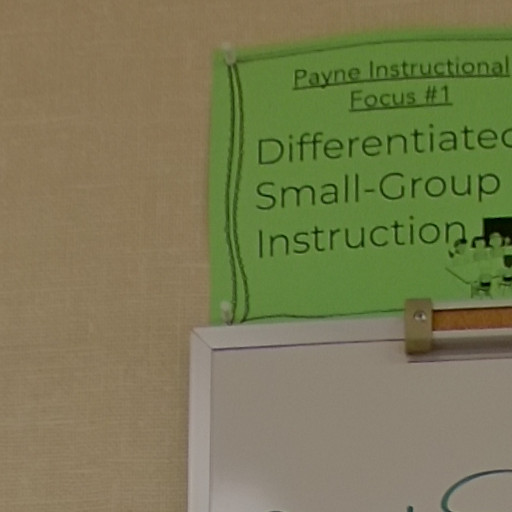 Payne Instructional
Focus #1
Differentiated
Small-Group
Instruction